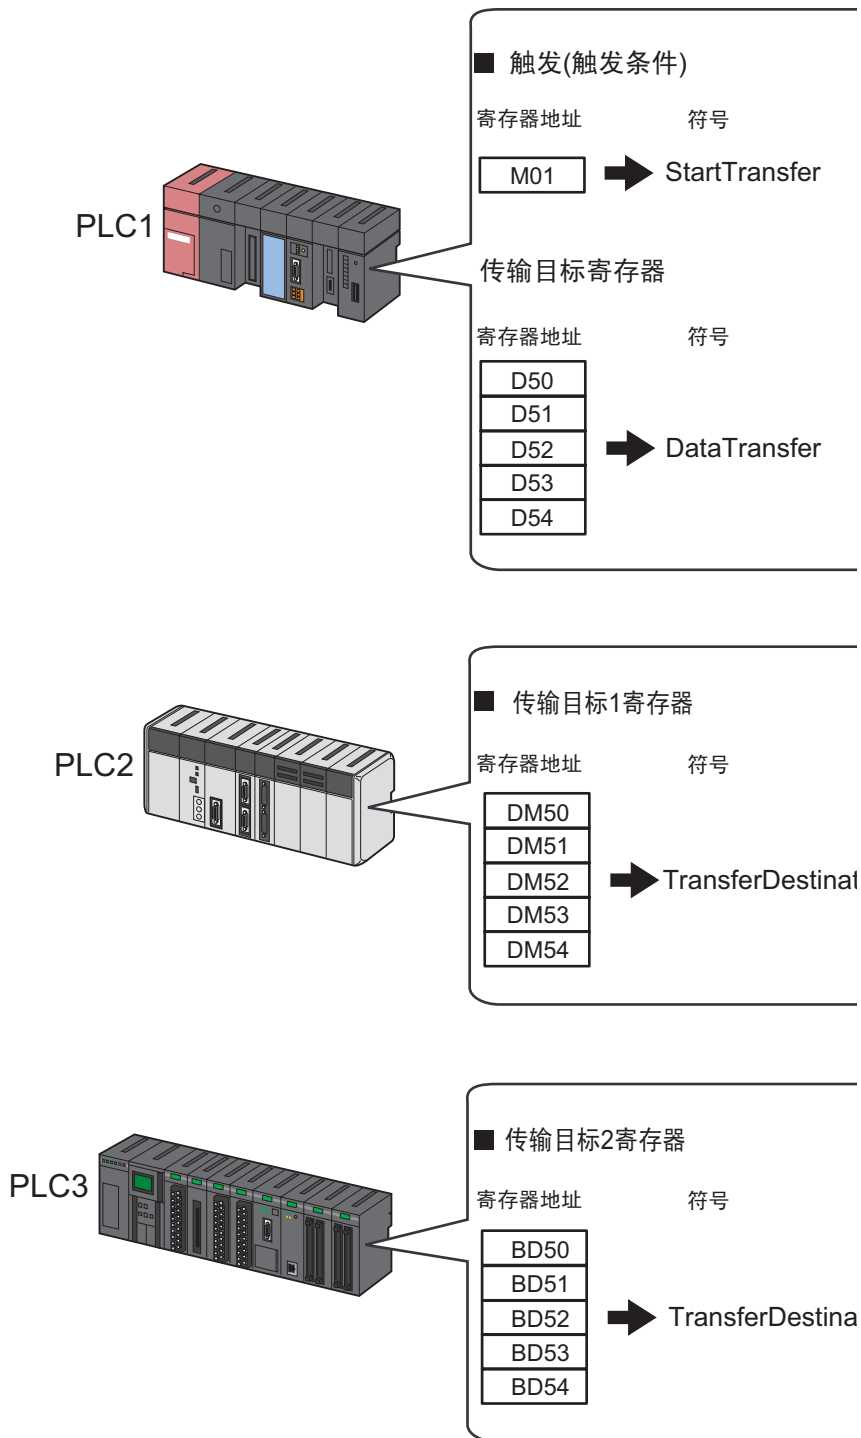 ■ 触发(触发条件)
寄存器地址 符号
M01 StartTransfer
PLC1
传输目标寄存器
寄存器地址 符号
D50
D51
D52 DataTransfer
D53
D54
■ 传输目标1寄存器
PLC2
寄存器地址 符号
DM50
DM51
DM52 TransferDestinat
DM53
DM54
■ 传输目标2寄存器
PLC3
寄存器地址 符号
BD50
BD51
BD52 TransferDestina
BD53
BD54